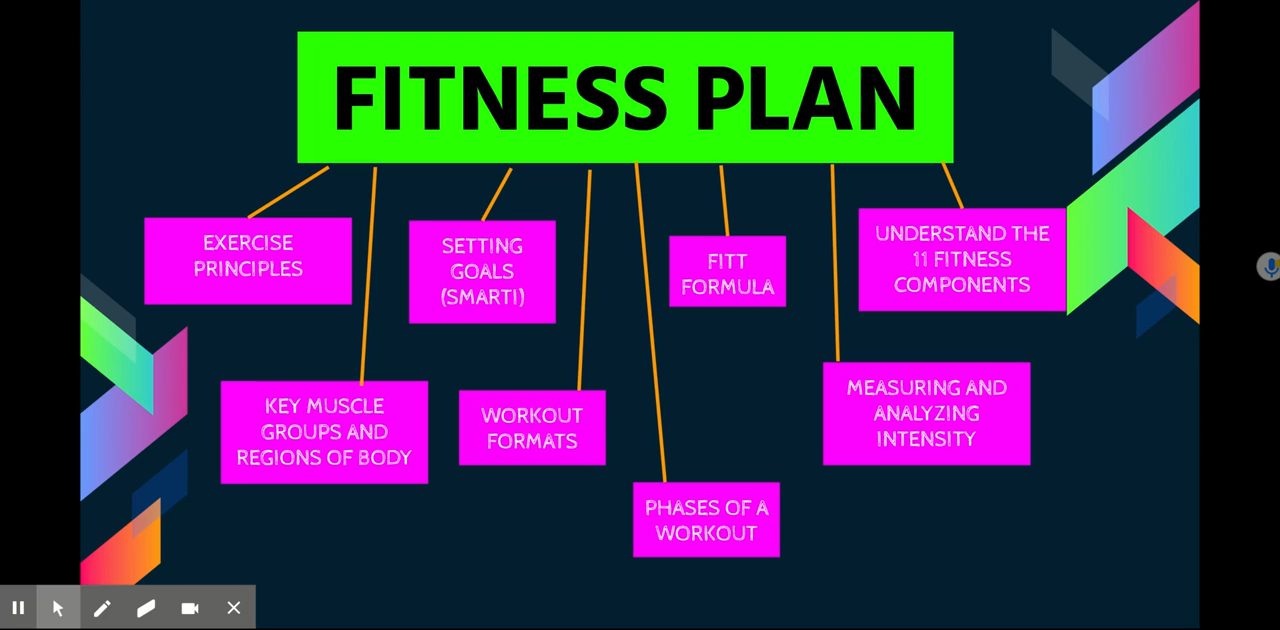 FITNESS PLAN
EXERCISE
PRINCIPLES
SETTING
GOALS
(SMART!)
FITT
FORMULA
UNDERSTAND THE
11 FITNESS
COMPONENTS
KEY MUSCLE
GROUPS AND
REGIONS OF BODY
WORKOUT
FORMATS
MEASURING AND
ANALYZING
INTENSITY
PHASES OF A
WORKOUT